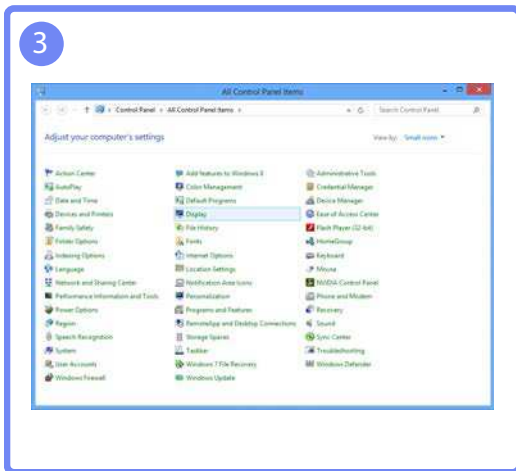 3
All Control Panel Items
Control Panel All Control Panel Items Search Control Panel
Adjust your computer's settings View by: Small icons
Action Center Add features to Windows 8 Administrative Tools
AutoPlay Color Management Credential Manager
Date and Time Default Programs Device Manager
Devices and Printers Display Ease of Access Center
Family Safety File History Flash Player (32-bit)
Folder Options Fonts HomeGroup
Indexing Options Internet Options Keyboard
Language Location Settings Mouse
Network and Sharing Center Notification Area Icons NVIDIA Control Panel
Performance Information and Tools Personalization Phone and Modem
Power Options Programs and Features Recovery
Region RemoteApp and Desktop Connections Sound
Speech Recognition Storage Spaces Sync Center
System Taskbar Troubleshooting
User Accounts Windows 7 File Recovery Windows Defender
Windows Firewall Windows Update